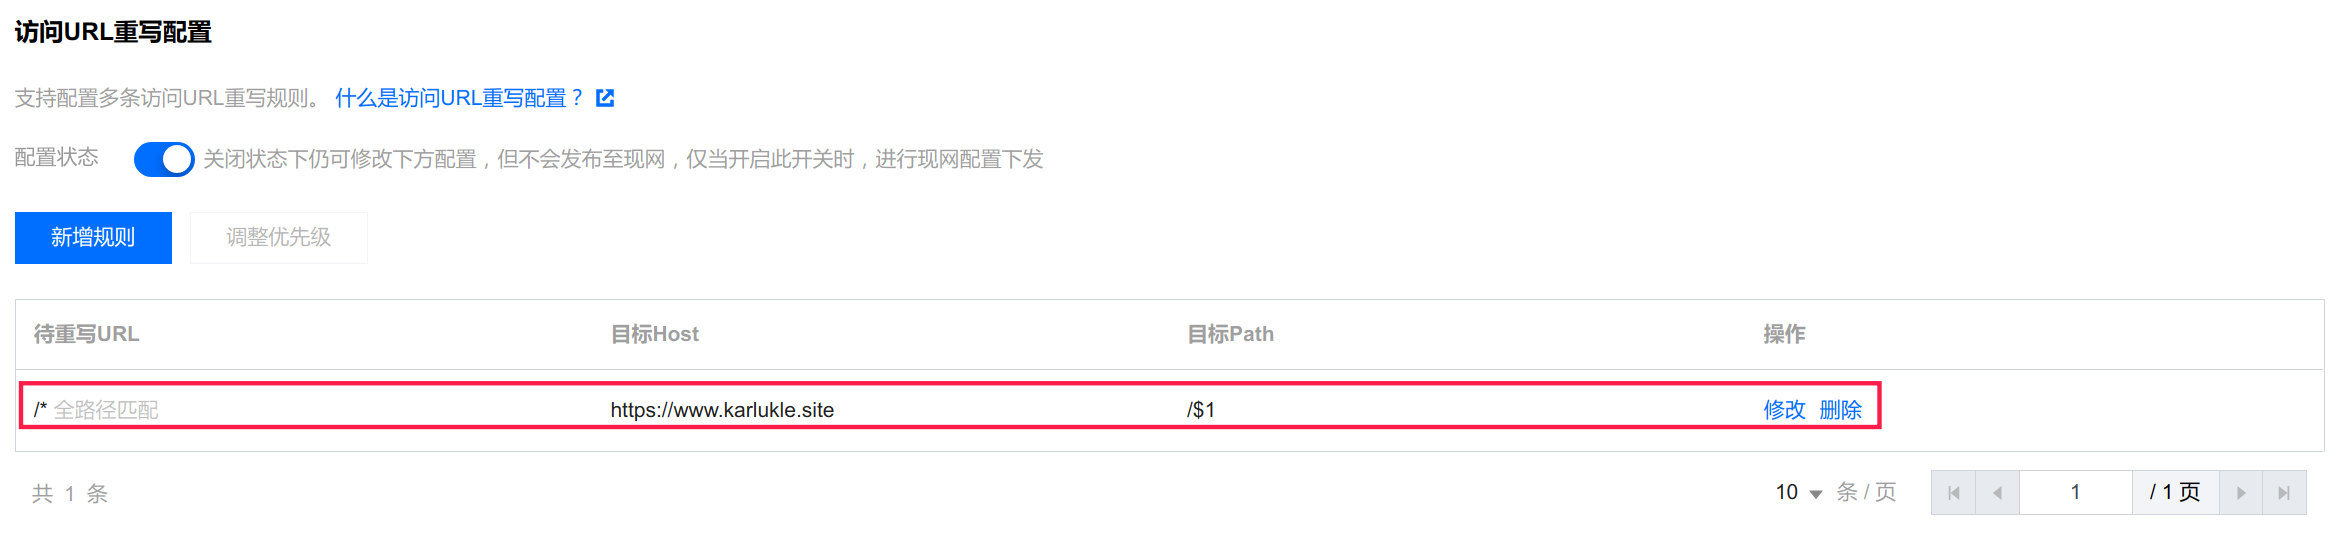 访问URL重写配置
支持配置多条访问URL重写规则。 什么是访问URL重写配置？
配置状态 关闭状态下仍可修改下方配置，但不会发布至现网，仅当开启此开关时，进行现网配置下发
新增规则 调整优先级
待重写URL 目标Host 目标Path 操作
/* 全路径匹配 https://www.karlukle.site /$1 修改 删除
共 1 条 10 条 / 页 1 / 1 页